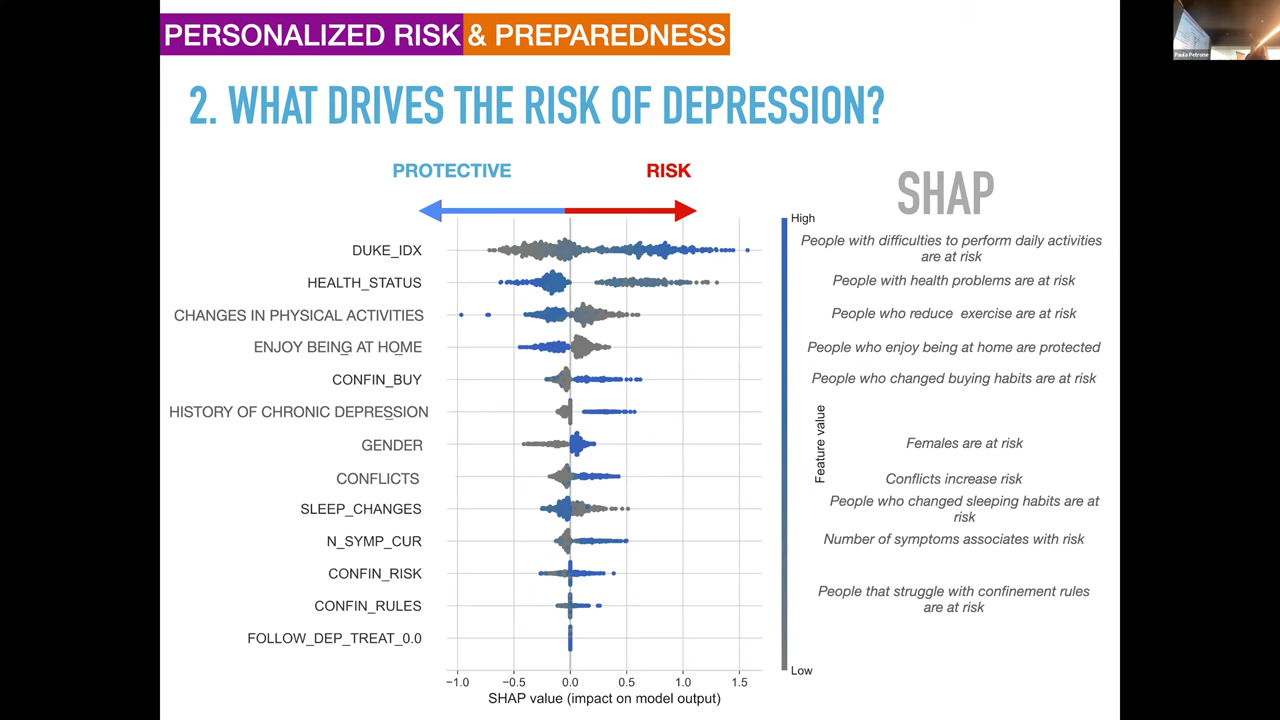 PERSONALIZED RISK & PREPAREDNESS
Paula Petrone
2. WHAT DRIVES THE RISK OF DEPRESSION?
PROTECTIVE
RISK
SHAP
High
DUKE_IDX
People with difficulties to perform daily activities
are at risk
HEALTH_STATUS
People with health problems are at risk
CHANGES IN PHYSICAL ACTIVITIES
People who reduce exercise are at risk
ENJOY BEING AT HOME
People who enjoy being at home are protected
CONFIN_BUY
People who changed buying habits are at risk
HISTORY OF CHRONIC DEPRESSION
Feature value
GENDER
Females are at risk
CONFLICTS
Conflicts increase risk
SLEEP_CHANGES
People who changed sleeping habits are at
risk
N_SYMP_CUR
Number of symptoms associates with risk
CONFIN_RISK
CONFIN_RULES
People that struggle with confinement rules
are at risk
FOLLOW_DEP_TREAT_0.0
Low
−1.0 −0.5 0.0 0.5 1.0 1.5
SHAP value (impact on model output)